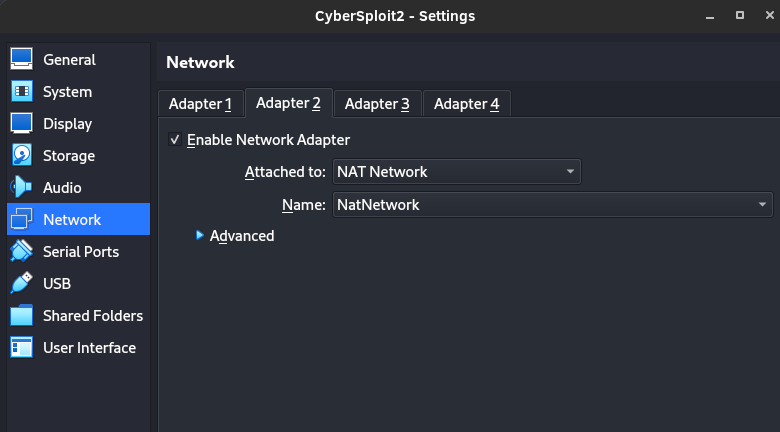 CyberSploit2 - Settings
General
System
Display
Storage
Audio
Network
Serial Ports
USB
Shared Folders
User Interface
Network
Adapter 1 Adapter 2 Adapter 3 Adapter 4
Enable Network Adapter
Attached to: NAT Network
Name: NatNetwork
Advanced